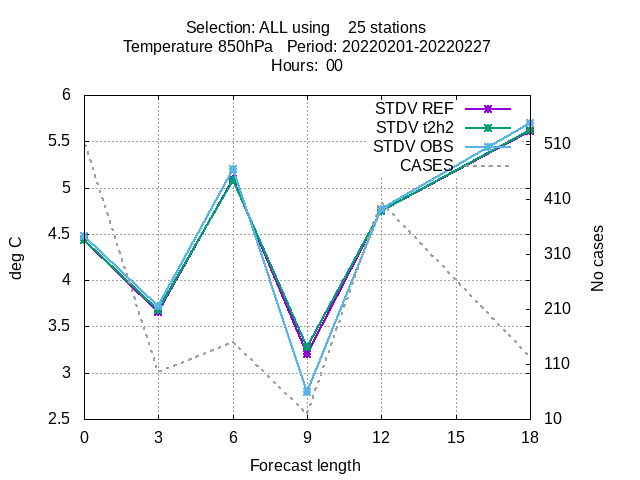 Selection: ALL using 25 stations
Temperature 850hPa Period: 20220201-20220227
Hours: 00
STDV REF
STDV t2h2
STDV OBS
CASES
6
5.5
5
4.5
4
3.5
3
2.5
deg C
510
410
310
210
110
10
No cases
0 3 6 9 12 15 18
Forecast length